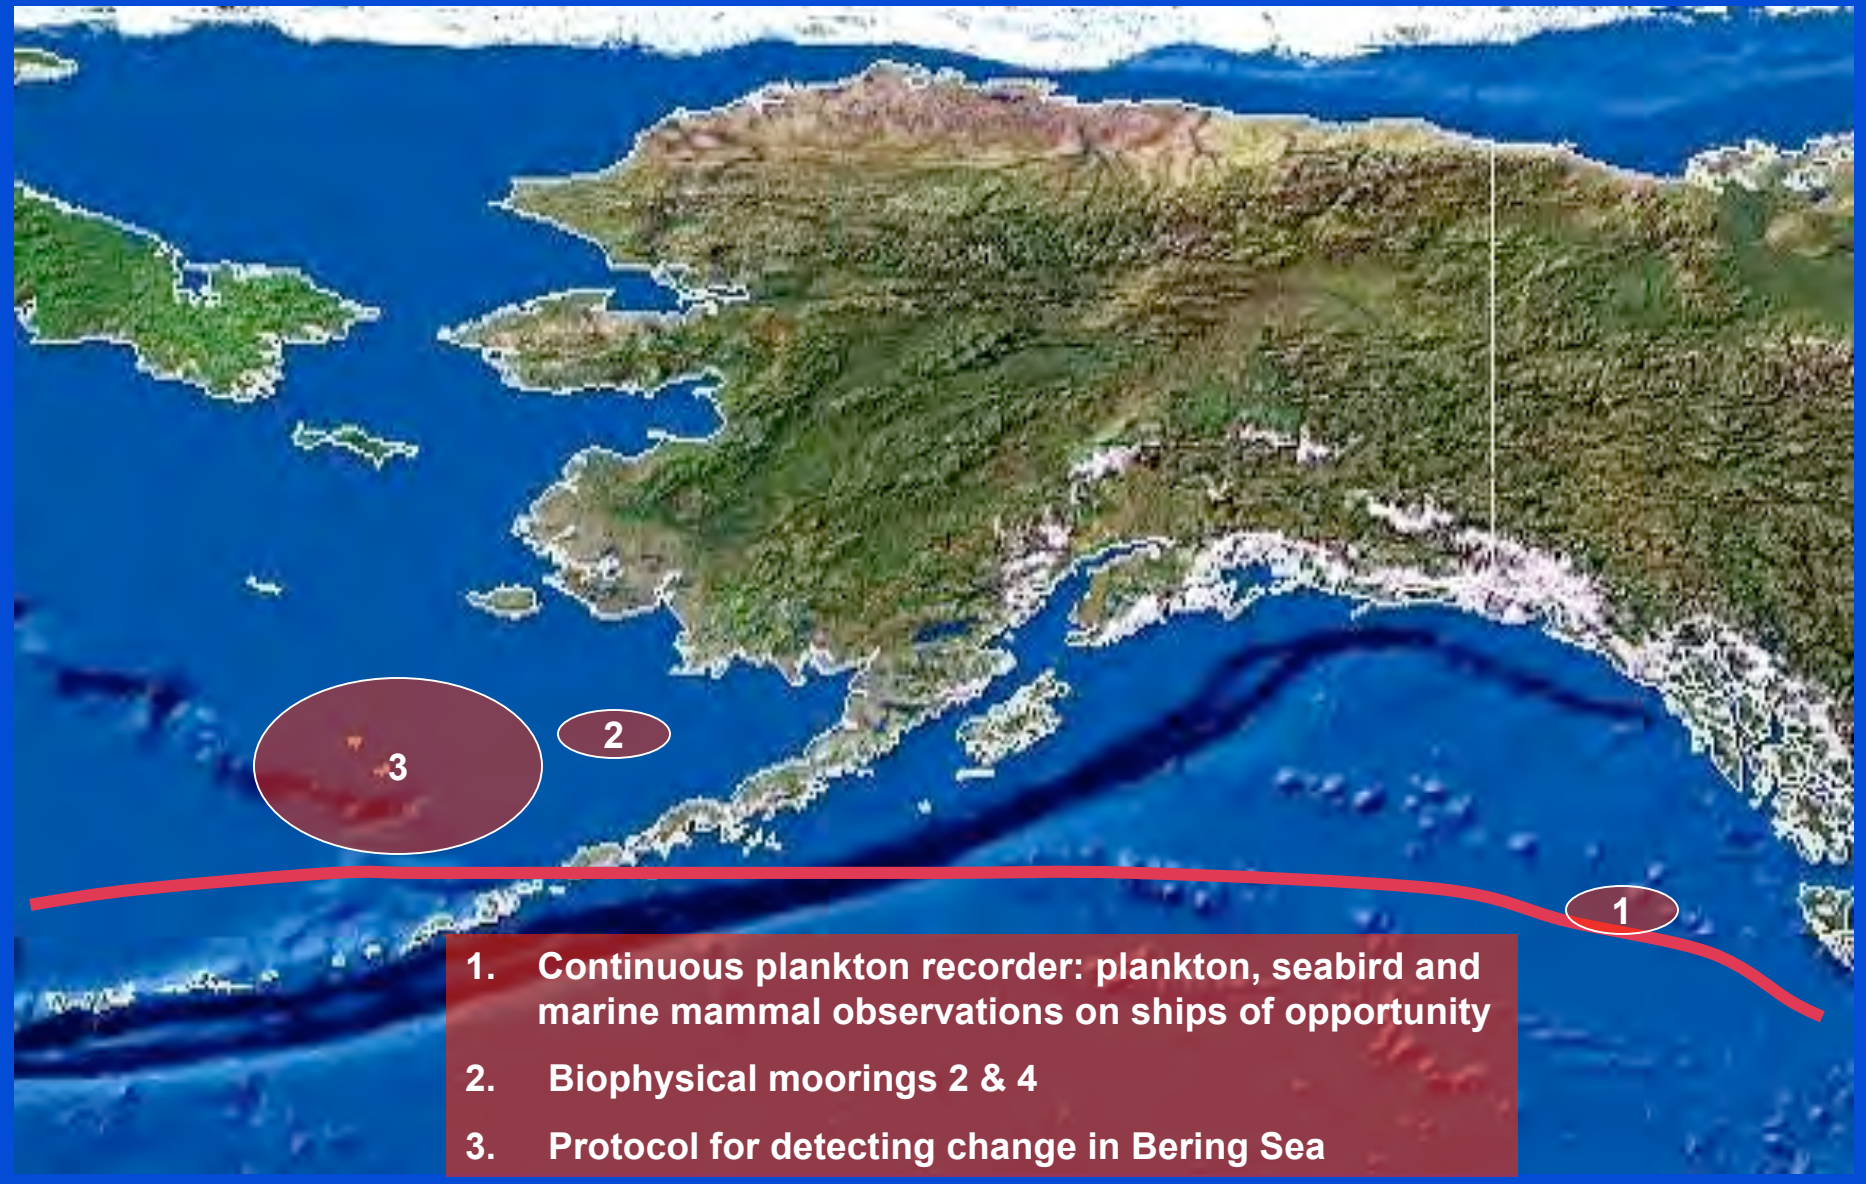 3
2
1
1. Continuous plankton recorder: plankton, seabird and
marine mammal observations on ships of opportunity
2. Biophysical moorings 2 & 4
3. Protocol for detecting change in Bering Sea